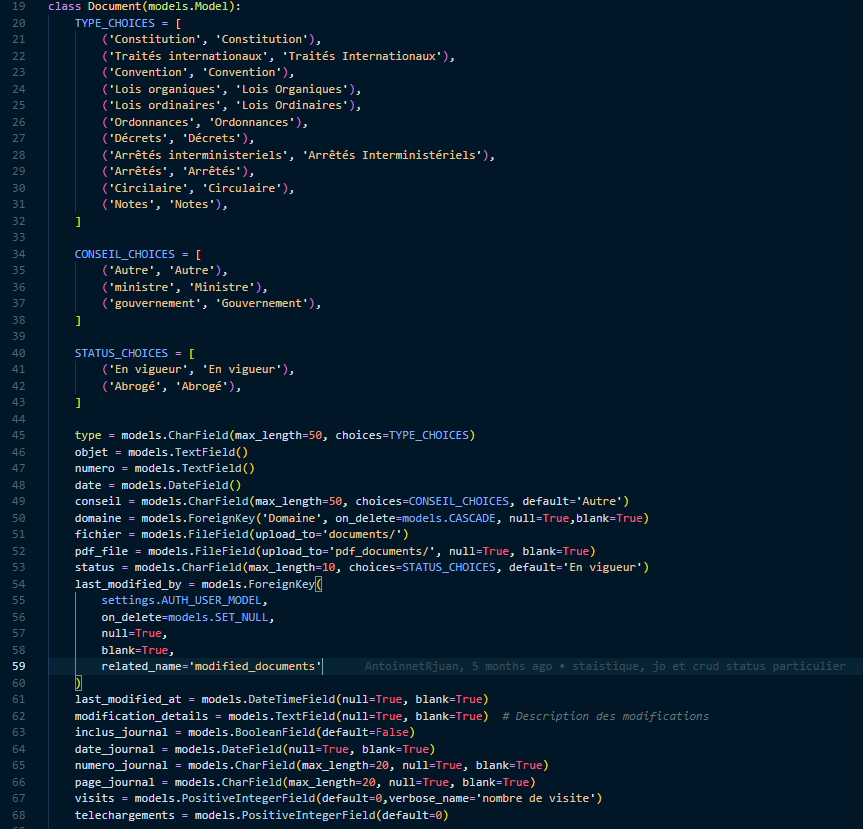 19 class Document(models.Model):
20     TYPE_CHOICES = [
21         ('Constitution', 'Constitution'),
22         ('Traités internationaux', 'Traités Internationaux'),
23         ('Convention', 'Convention'),
24         ('Lois organiques', 'Lois Organiques'),
25         ('Lois ordinaires', 'Lois Ordinaires'),
26         ('Ordonnances', 'Ordonnances'),
27         ('Décrets', 'Décrets'),
28         ('Arrêtés interministeriels', 'Arrêtés Interministériels'),
29         ('Arrêtés', 'Arrêtés'),
30         ('Circilaire', 'Circulaire'),
31         ('Notes', 'Notes'),
32     ]
33
34     CONSEIL_CHOICES = [
35         ('Autre', 'Autre'),
36         ('ministre', 'Ministre'),
37         ('gouvernement', 'Gouvernement'),
38     ]
39
40     STATUS_CHOICES = [
41         ('En vigueur', 'En vigueur'),
42         ('Abrogé', 'Abrogé'),
43     ]
44
45     type = models.CharField(max_length=50, choices=TYPE_CHOICES)
46     objet = models.TextField()
47     numero = models.TextField()
48     date = models.DateField()
49     conseil = models.CharField(max_length=50, choices=CONSEIL_CHOICES, default='Autre')
50     domaine = models.ForeignKey('Domaine', on_delete=models.CASCADE, null=True,blank=True)
51     fichier = models.FileField(upload_to='documents/')
52     pdf_file = models.FileField(upload_to='pdf_documents/', null=True, blank=True)
53     status = models.CharField(max_length=10, choices=STATUS_CHOICES, default='En vigueur')
54     last_modified_by = models.ForeignKey(
55         settings.AUTH_USER_MODEL,
56         on_delete=models.SET_NULL,
57         null=True,
58         blank=True,
59         related_name='modified_documents' AntoinnetRjuan, 5 months ago • staistique, jo et crud status particulier
60     )
61     last_modified_at = models.DateTimeField(null=True, blank=True)
62     modification_details = models.TextField(null=True, blank=True)  # Description des modifications
63     inclus_journal = models.BooleanField(default=False)
64     date_journal = models.DateField(null=True, blank=True)
65     numero_journal = models.CharField(max_length=20, null=True, blank=True)
66     page_journal = models.CharField(max_length=20, null=True, blank=True)
67     visits = models.PositiveIntegerField(default=0,verbose_name='nombre de visite')
68     telechargements = models.PositiveIntegerField(default=0)